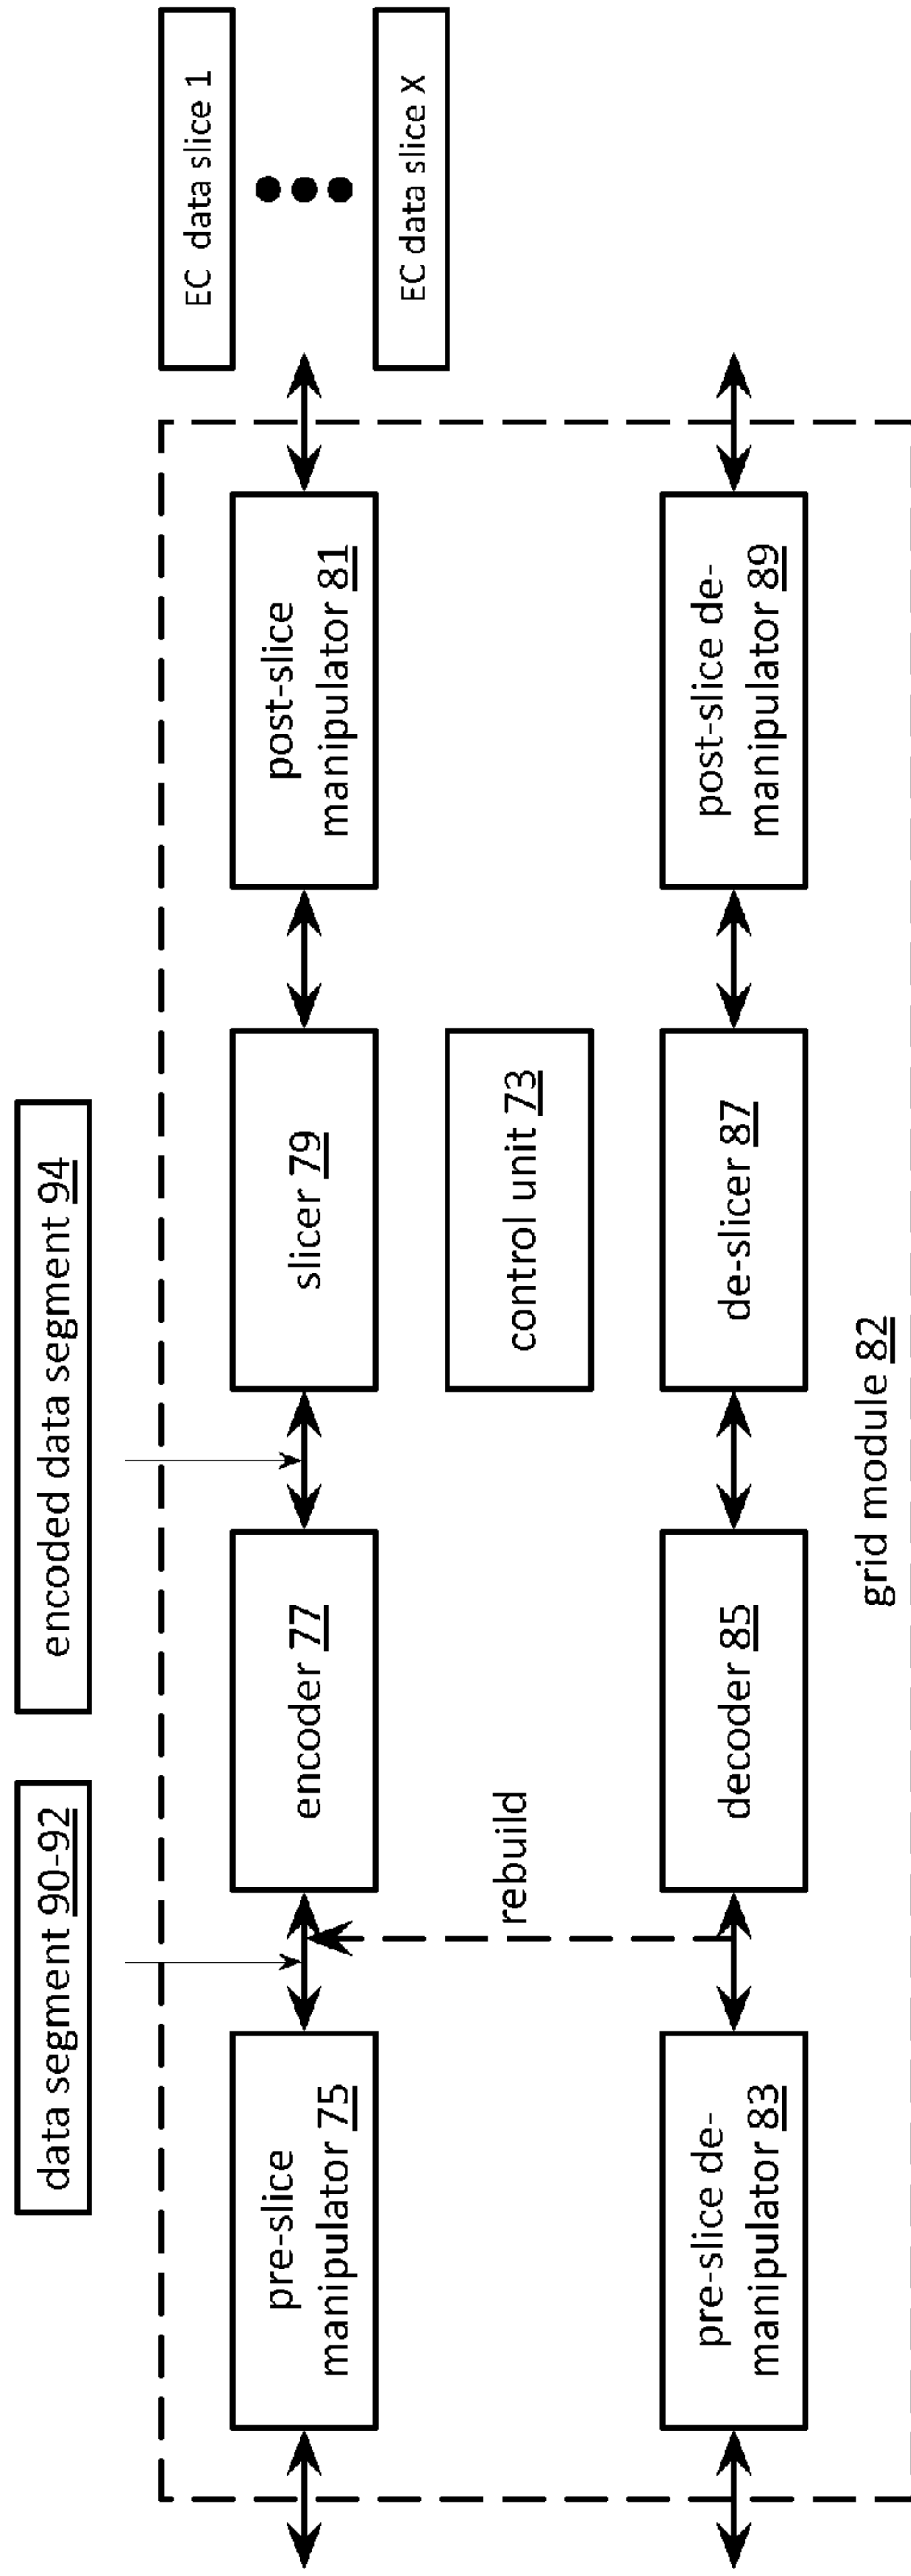 data segment 90-92
encoded data segment 94
EC data slice 1
EC data slice X
pre-slice
manipulator 75
encoder 77
slicer 79
post-slice
manipulator 81
rebuild
control unit 73
pre-slice de-
manipulator 83
decoder 85
de-slicer 87
post-slice de-
manipulator 89
grid module 82